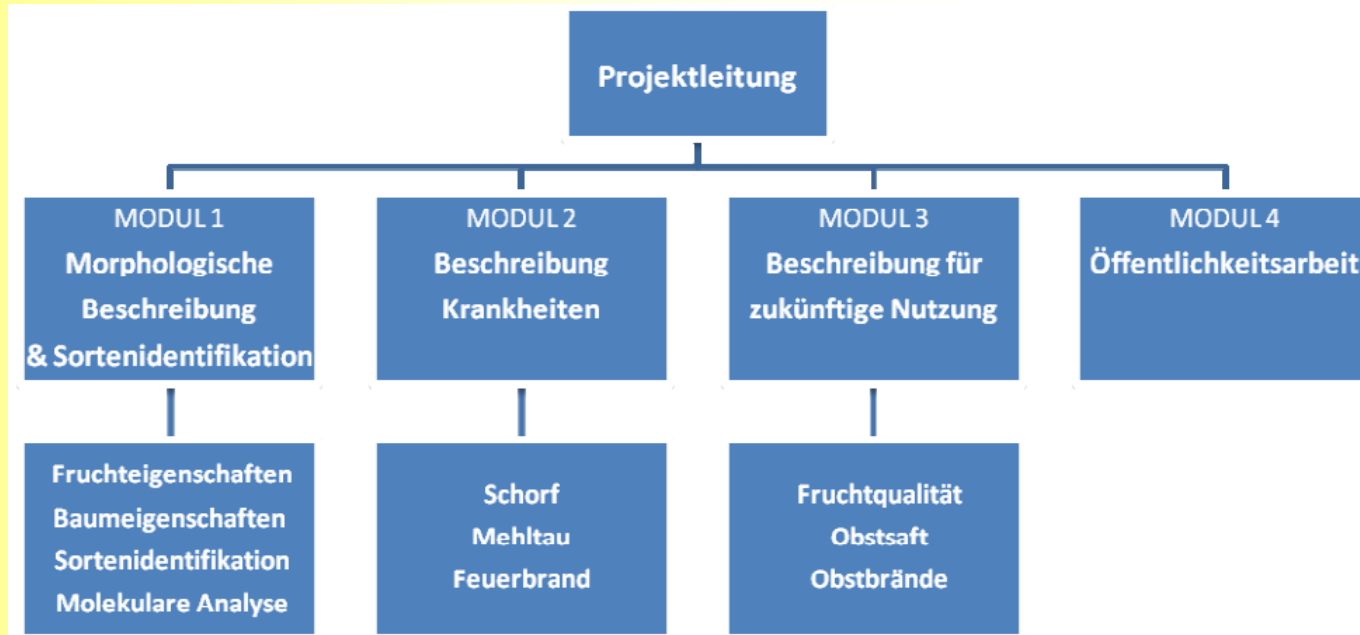 Projektleitung
MODUL 1
Morphologische
Beschreibung
& Sortenidentifikation
MODUL 2
Beschreibung
Krankheiten
MODUL 3
Beschreibung für
zukünftige Nutzung
MODUL 4
Öffentlichkeitsarbeit
Fruchteigenschaften
Baumeigenschaften
Sortenidentifikation
Molekulare Analyse
Schorf
Mehltau
Feuerbrand
Fruchtqualität
Obstsaft
Obstbrände